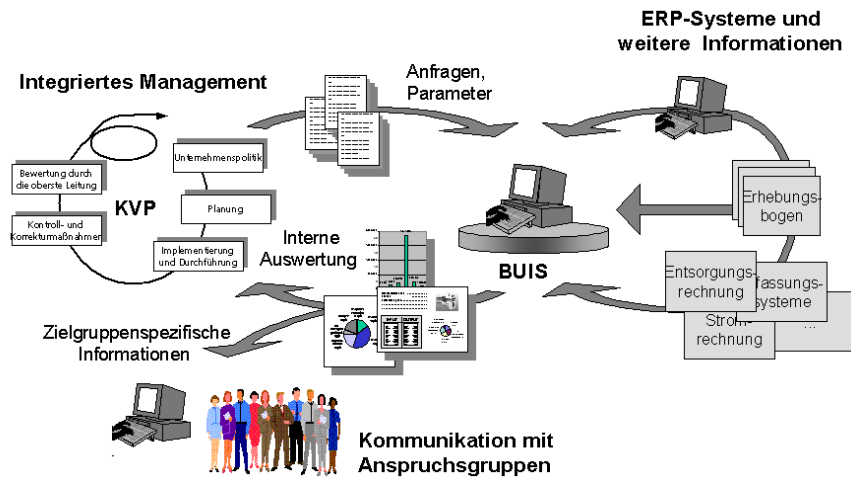 ERP-Systeme und
weitere Informationen
Integriertes Management
Anfragen,
Parameter
Unternehmenspolitik
Bewertung durch
die oberste Leitung
KVP
Planung
Kontroll- und
Korrekturmaßnahmen
Implementierung
und Durchführung
Interne
Auswertung
BUIS
Erhebungs-
bogen
Entsorgungs-
rechnung
fassungs-
systeme
Strom-
rechnung
...
Zielgruppenspezifische
Informationen
Kommunikation mit
Anspruchsgruppen